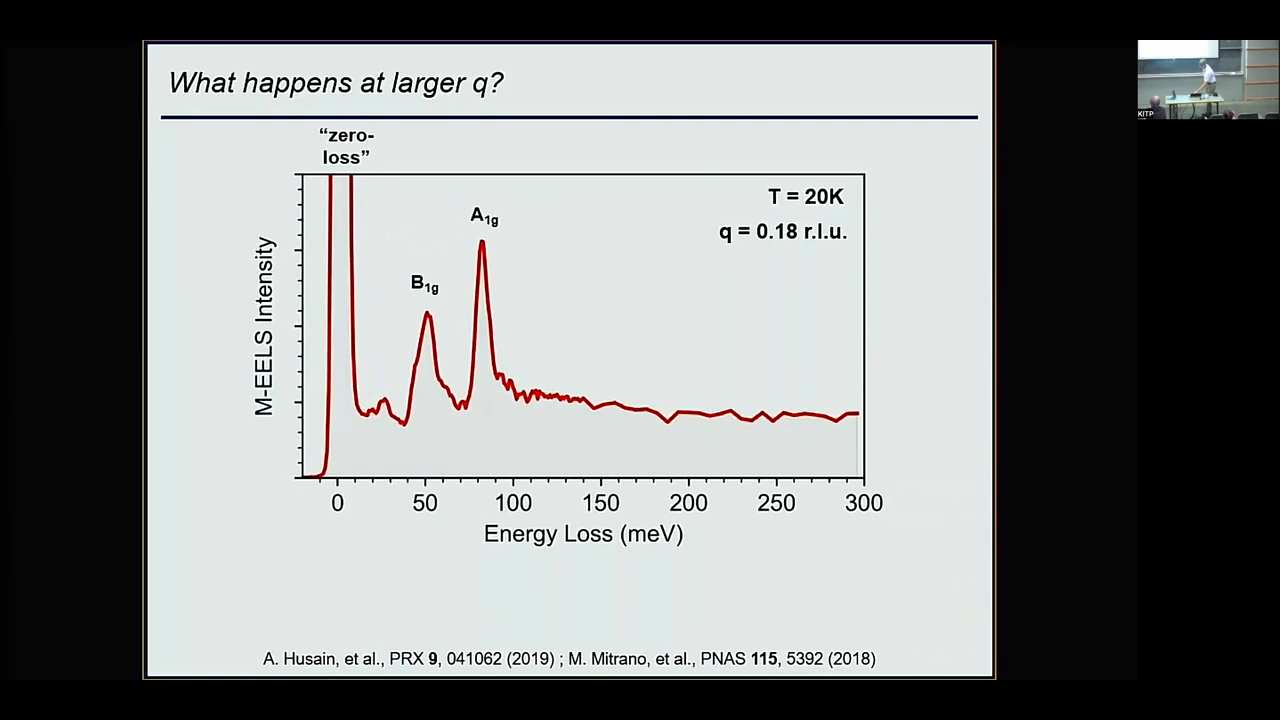 What happens at larger q?
“zero-
loss”
T = 20K
A1g
q = 0.18 r.l.u.
B1g
M-EELS Intensity
0 50 100 150 200 250 300
Energy Loss (meV)
A. Husain, et al., PRX 9, 041062 (2019) ; M. Mitrano, et al., PNAS 115, 5392 (2018)
KITP